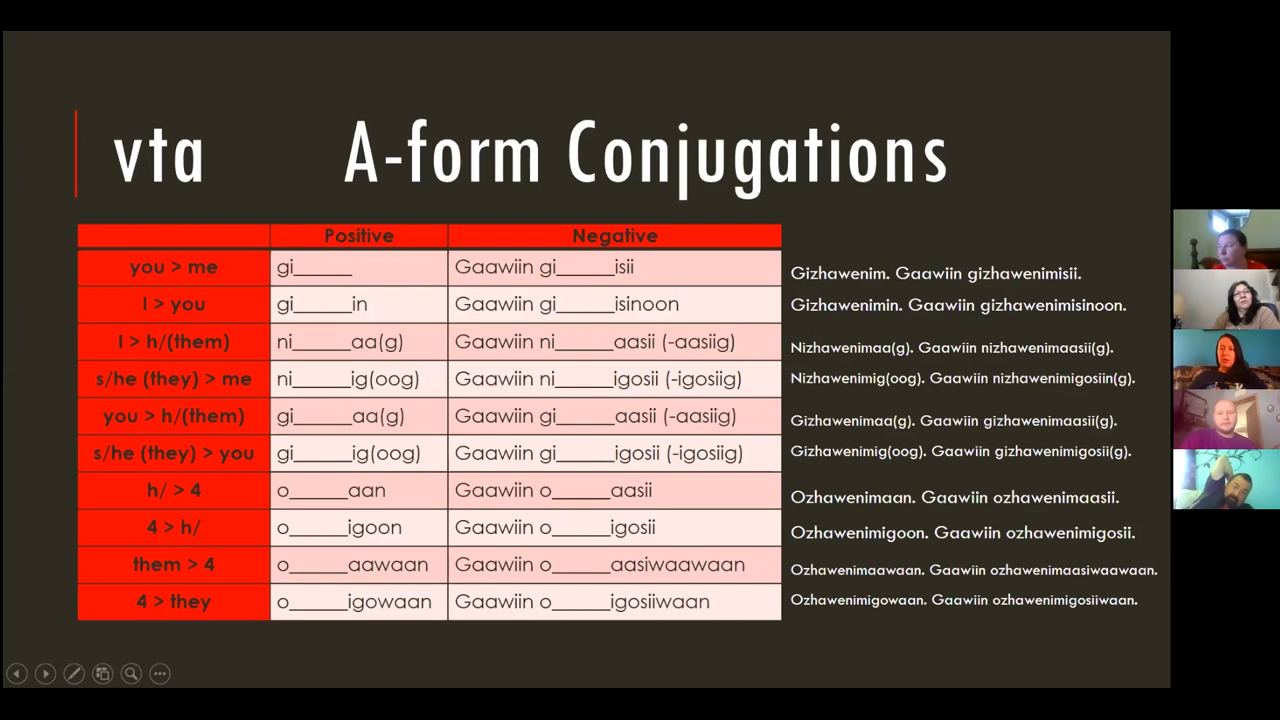 vta A-form Conjugations
Positive Negative
you > me gi______ Gaawiin gi______isii Gizhawenim. Gaawiin gizhawenimisii.
I > you gi______in Gaawiin gi______isinoon Gizhawenimin. Gaawiin gizhawenimisinoon.
I > h/(them) ni______aa(g) Gaawiin ni______aasii (-aasiig) Nizhawenimaa(g). Gaawiin nizhawenimaasii(g).
s/he (they) > me ni______ig(oog) Gaawiin ni______igosii (-igosiig) Nizhawenimig(oog). Gaawiin nizhawenimigosiin(g).
you > h/(them) gi______aa(g) Gaawiin gi______aasii (-aasiig) Gizhawenimaa(g). Gaawiin gizhawenimaasii(g).
s/he (they) > you gi______ig(oog) Gaawiin gi______igosii (-igosiig) Gizhawenimig(oog). Gaawiin gizhawenimigosii(g).
h/ > 4 o______aan Gaawiin o______aasii Ozhawenimaan. Gaawiin ozhawenimaasii.
4 > h/ o______igoon Gaawiin o______igosii Ozhawenimigoon. Gaawiin ozhawenimigosii.
them > 4 o______aawaan Gaawiin o______aasiwaawaan Ozhawenimaawaan. Gaawiin ozhawenimaasiwaawaan.
4 > they o______igowaan Gaawiin o______igosiiwaan Ozhawenimigowaan. Gaawiin ozhawenimigosiiwaan.